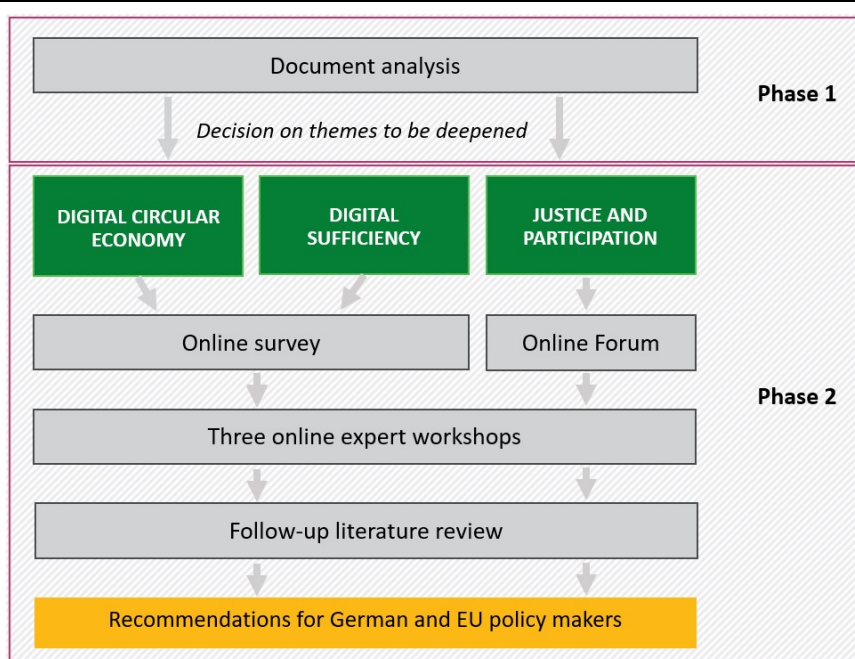 Document analysis
Phase 1
Decision on themes to be deepened
DIGITAL CIRCULAR
ECONOMY
DIGITAL
SUFFICIENCY
JUSTICE AND
PARTICIPATION
Online survey
Online Forum
Phase 2
Three online expert workshops
Follow-up literature review
Recommendations for German and EU policy makers